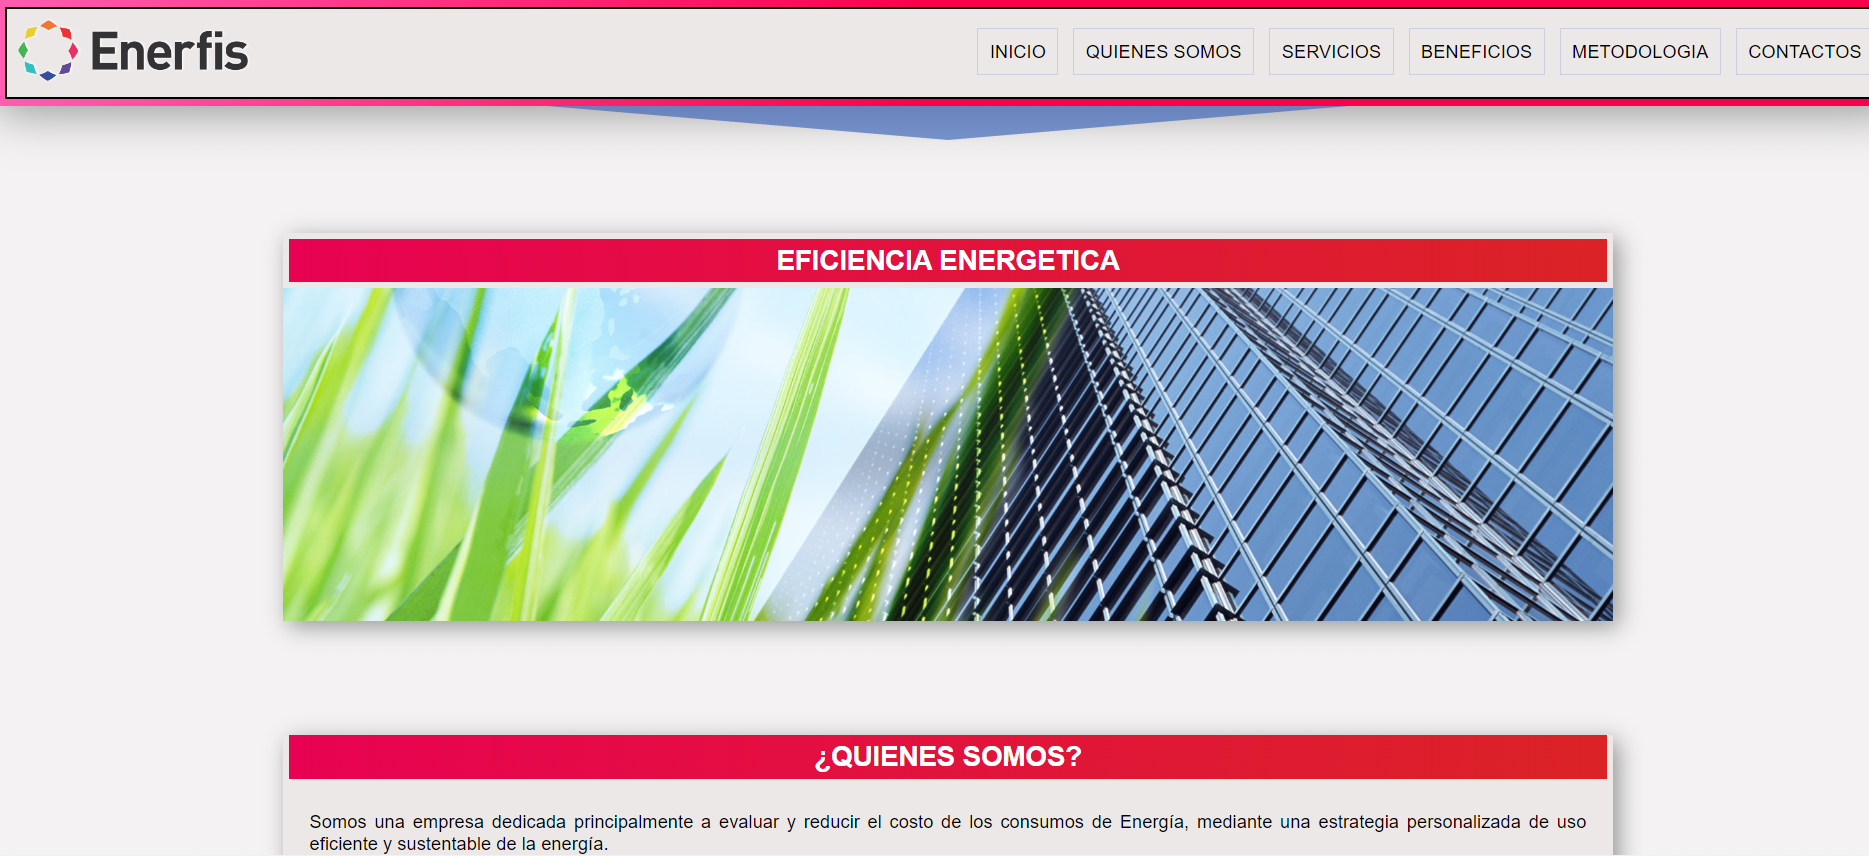 Enerfis
INICIO
QUIENES SOMOS
SERVICIOS
BENEFICIOS
METODOLOGIA
CONTACTOS
EFICIENCIA ENERGETICA
¿QUIENES SOMOS?
Somos una empresa dedicada principalmente a evaluar y reducir el costo de los consumos de Energía, mediante una estrategia personalizada de uso
eficiente y sustentable de la energía.